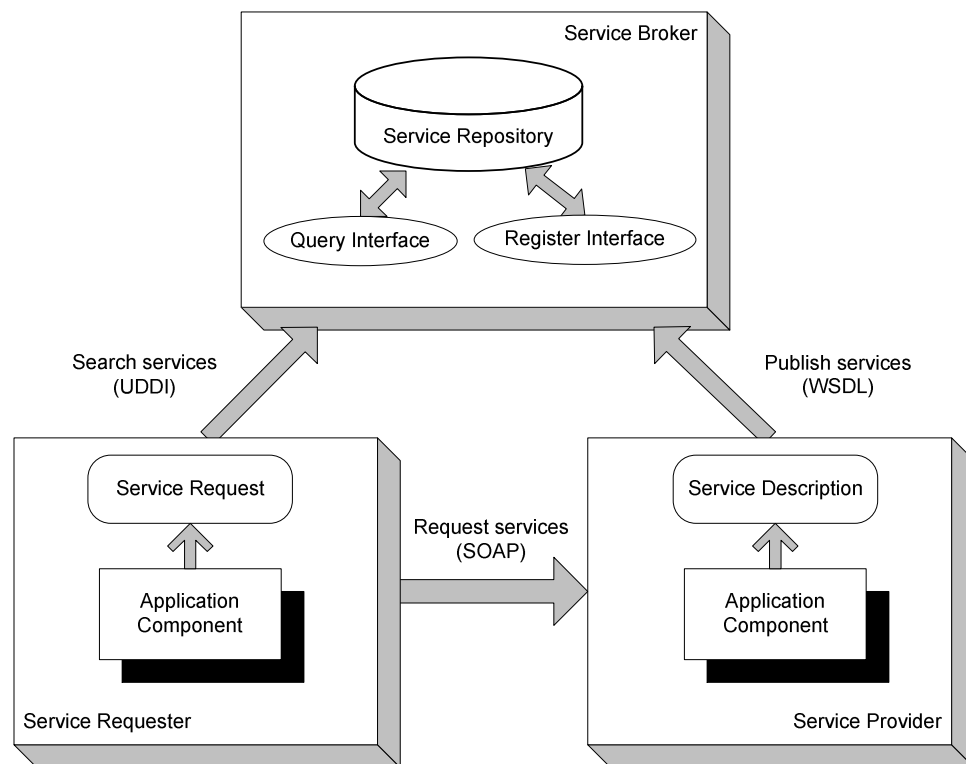 Service Broker
Service Repository
Query Interface
Register Interface
Search services
(UDDI)
Publish services
(WSDL)
Service Request
Application
Component
Service Requester
Request services
(SOAP)
Service Description
Application
Component
Service Provider